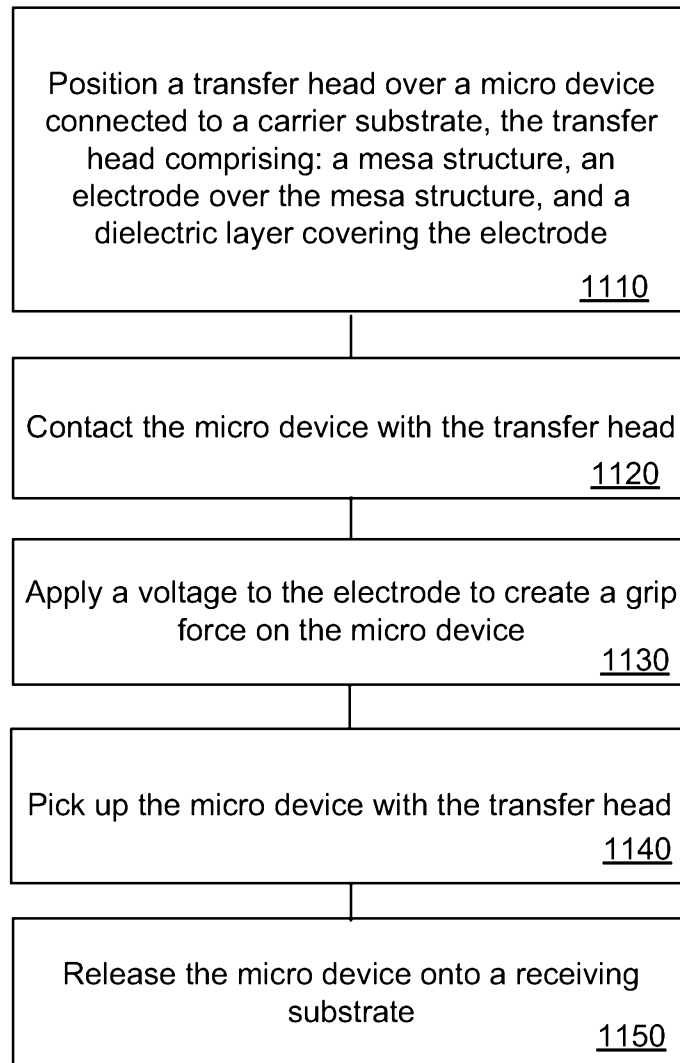 Position a transfer head over a micro device
connected to a carrier substrate, the transfer
head comprising: a mesa structure, an
electrode over the mesa structure, and a
dielectric layer covering the electrode
1110
Contact the micro device with the transfer head
1120
Apply a voltage to the electrode to create a grip
force on the micro device
1130
Pick up the micro device with the transfer head
1140
Release the micro device onto a receiving
substrate
1150